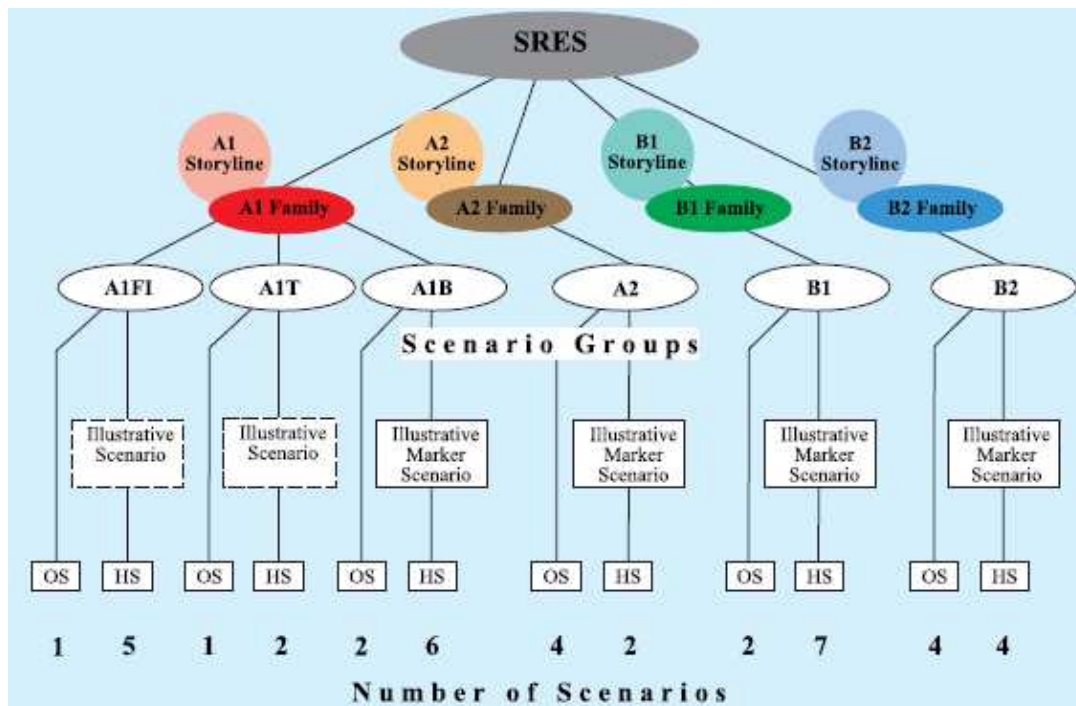 SRES
A1
Storyline
A2
Storyline
B1
Storyline
B2
Storyline
A1 Family
A2 Family
B1 Family
B2 Family
A1FI
A1T
A1B
A2
B1
B2
Scenario Groups
Illustrative
Scenario
Illustrative
Scenario
Illustrative
Marker
Scenario
Illustrative
Marker
Scenario
Illustrative
Marker
Scenario
Illustrative
Marker
Scenario
OS HS OS HS OS HS OS HS OS HS OS HS
1 5 1 2 2 6 4 2 2 7 4 4
Number of Scenarios